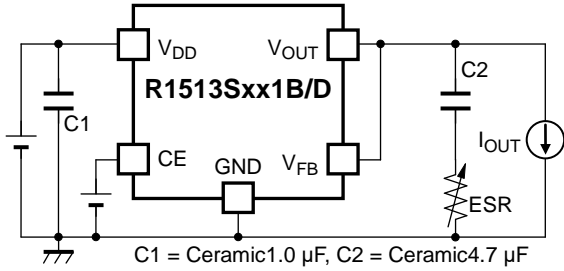 VDD
VOUT
R1513Sxx1B/D
C1
C2
CE
GND
VFB
IOUT
ESR
C1 = Ceramic1.0 µF, C2 = Ceramic4.7 µF